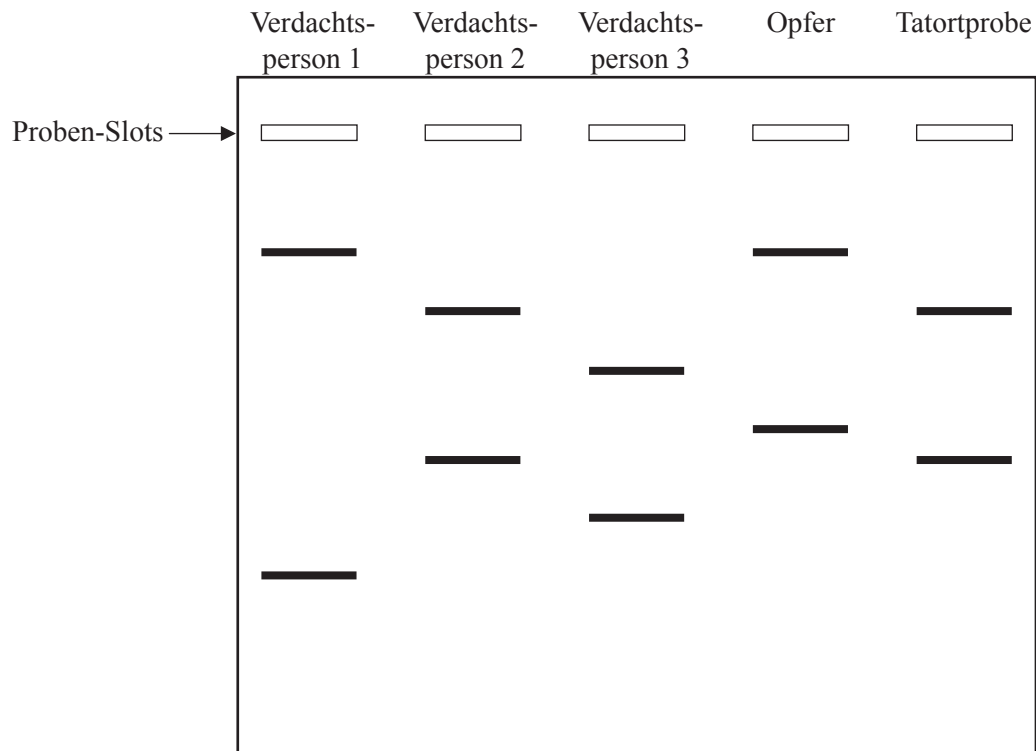 Verdachts-
person 1
Verdachts-
person 2
Verdachts-
person 3
Opfer
Tatortprobe
Proben-Slots